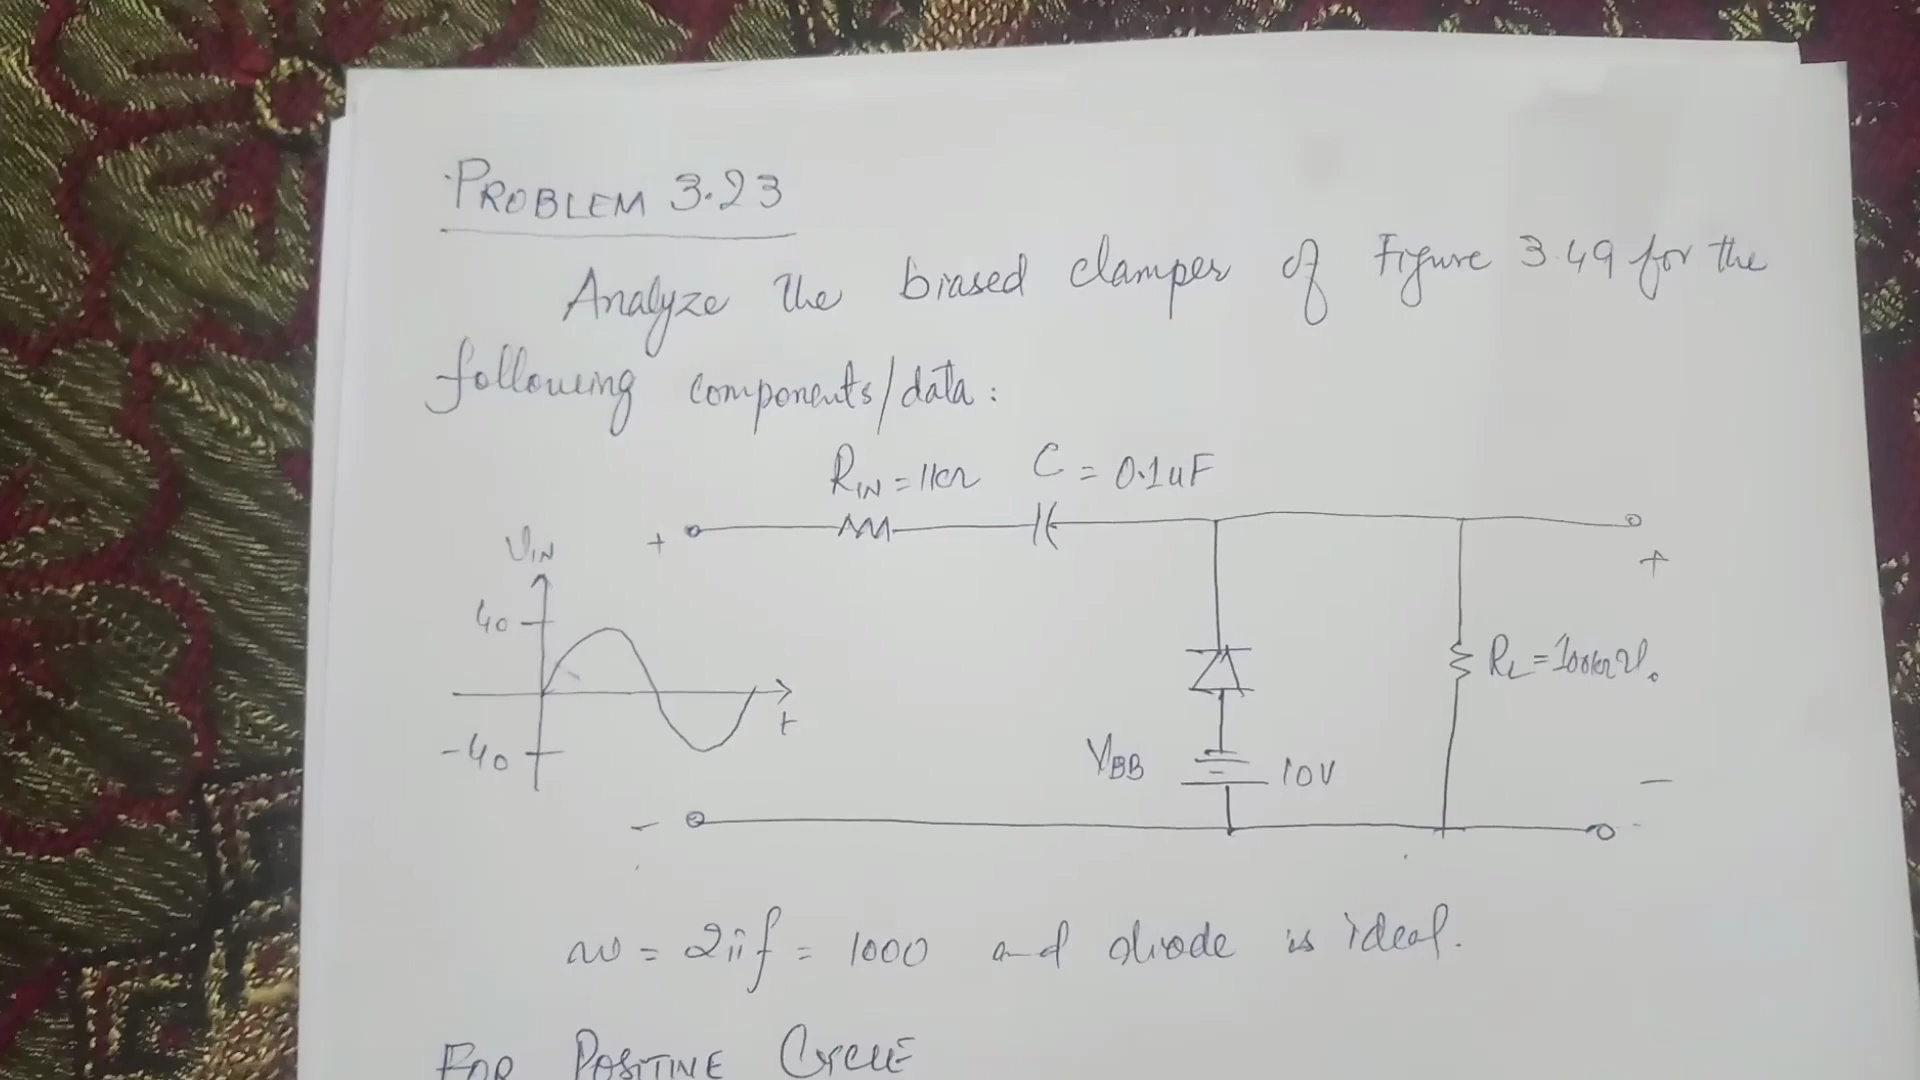 PROBLEM 3.23
Analyze the biased clamper of Figure 3.49 for the
following components/data:
RIN = 1kΩ C = 0.1uF
VIN
+
40
+
RL = 100kΩ Vo
t
-40
VBB 10V
-
-
w = 2πf = 1000 and diode is ideal.
FOR POSITIVE CYCLE